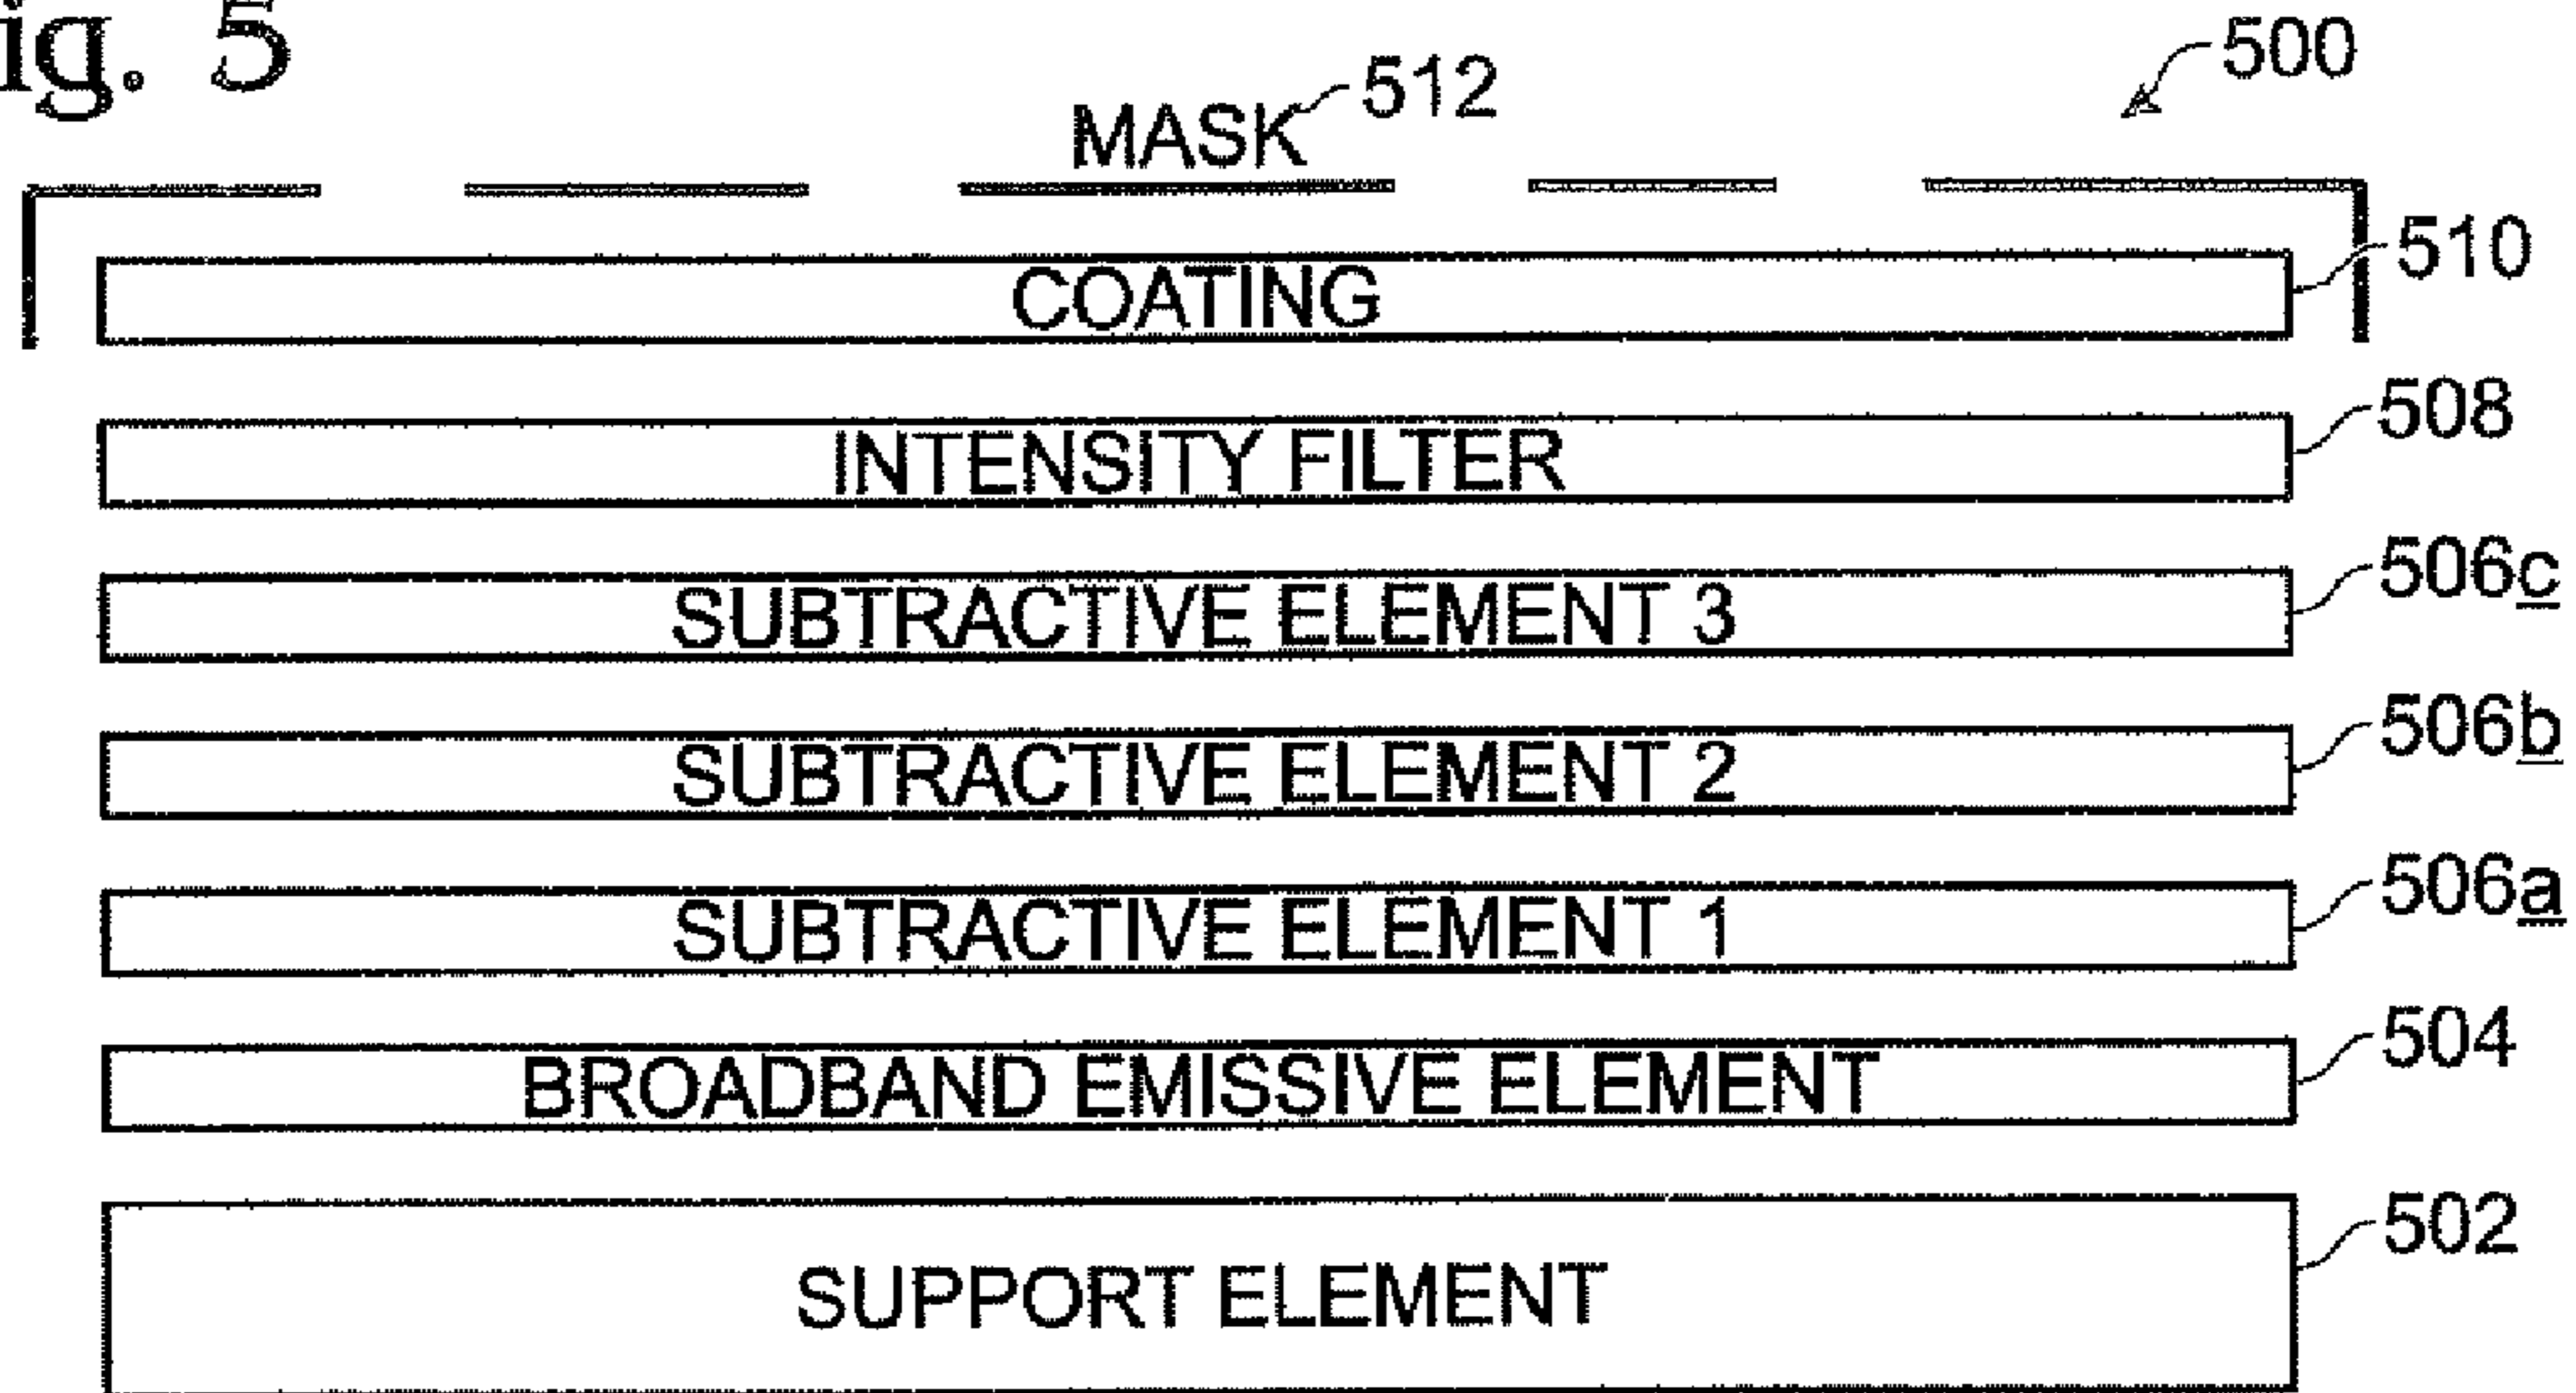 ig. 5
500
MASK 512
COATING 510
INTENSITY FILTER 508
SUBTRACTIVE ELEMENT 3 506c
SUBTRACTIVE ELEMENT 2 506b
SUBTRACTIVE ELEMENT 1 506a
BROADBAND EMISSIVE ELEMENT 504
SUPPORT ELEMENT 502